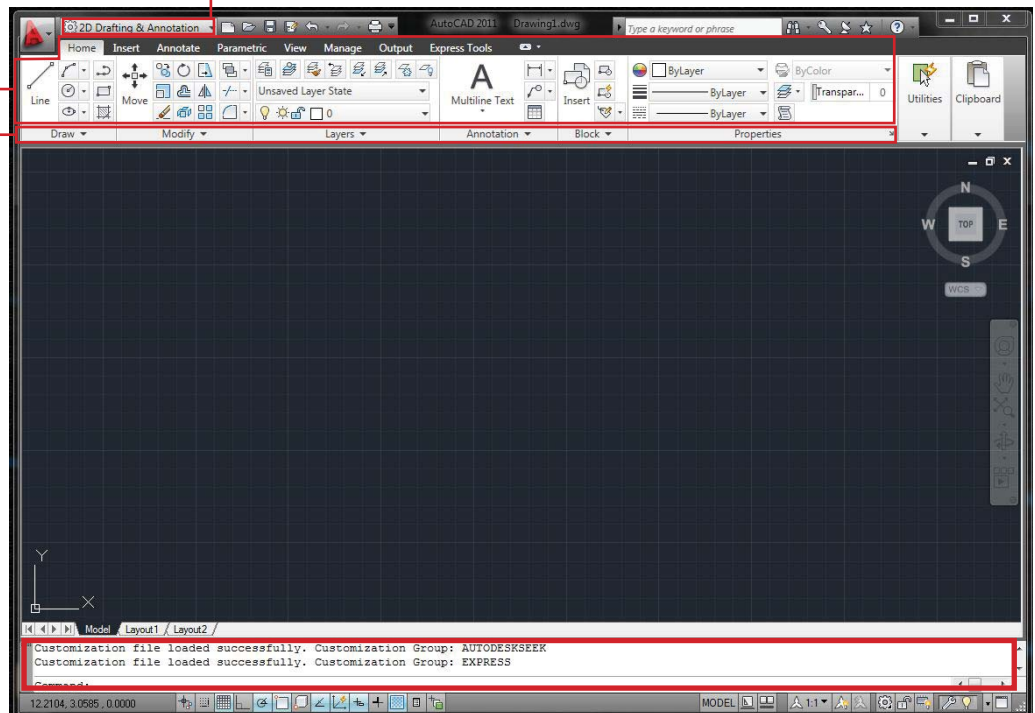 2D Drafting & Annotation
AutoCAD 2011 Drawing1.dwg
Type a keyword or phrase
Home Insert Annotate Parametric View Manage Output Express Tools
Line
Move
Unsaved Layer State
0
Multiline Text
Insert
ByLayer
ByLayer
ByLayer
ByColor
Transpar... 0
Utilities
Clipboard
Draw Modify Layers Annotation Block Properties
N
W TOP E
S
WCS
Y
X
Model Layout1 Layout2
Customization file loaded successfully. Customization Group: AUTODESKSEEK
Customization file loaded successfully. Customization Group: EXPRESS
Command:
12.2104, 3.0585 , 0.0000
MODEL
1:1